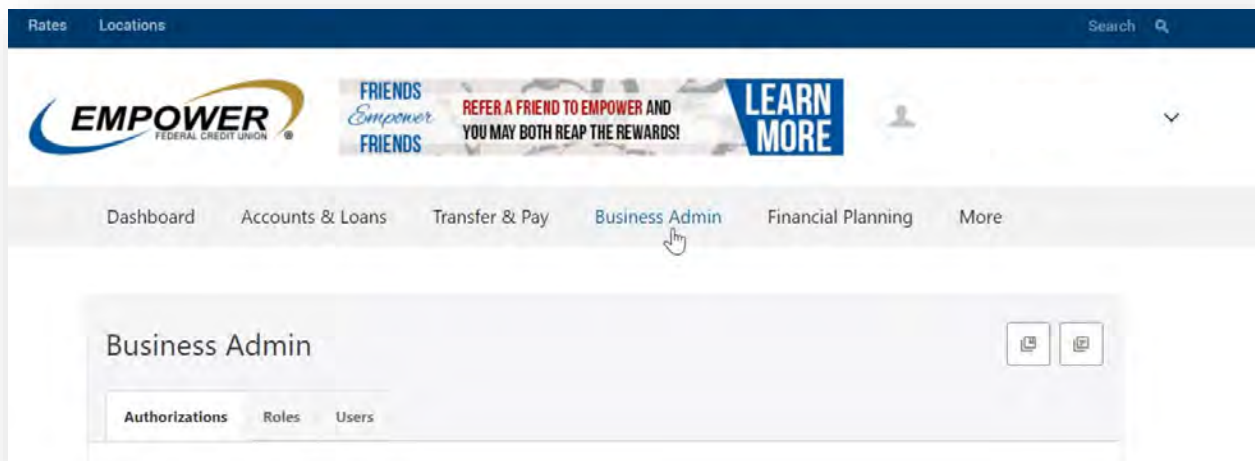 Rates Locations Search
EMPOWER
FEDERAL CREDIT UNION ®
FRIENDS
Empower
FRIENDS
REFER A FRIEND TO EMPOWER AND
YOU MAY BOTH REAP THE REWARDS!
LEARN
MORE
Dashboard Accounts & Loans Transfer & Pay Business Admin Financial Planning More
Business Admin
Authorizations Roles Users